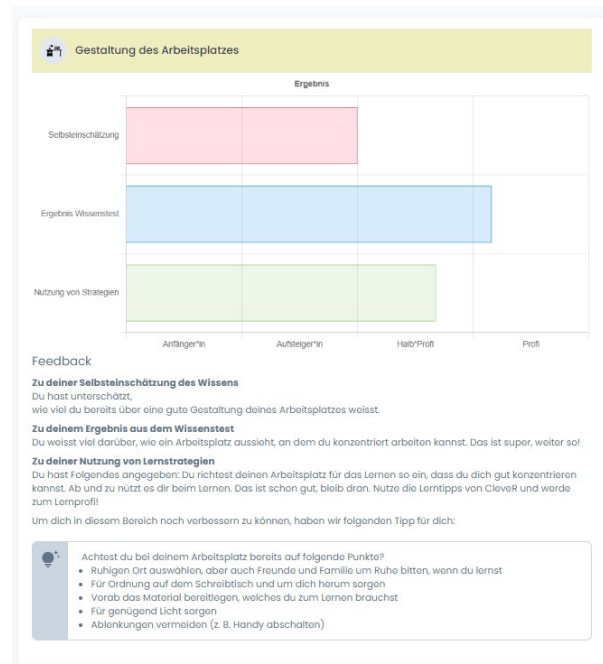 Gestaltung des Arbeitsplatzes
Ergebnis
Selbsteinschätzung
Ergebnis Wissenstest
Nutzung von Strategien
Anfänger*in
Aufsteiger*in
Halb*Profi
Profi
Feedback
Zu deiner Selbsteinschätzung des Wissens
Du hast unterschätzt,
wie viel du bereits über eine gute Gestaltung deines Arbeitsplatzes weisst.
Zu deinem Ergebnis aus dem Wissenstest
Du weisst viel darüber, wie ein Arbeitsplatz aussieht, an dem du konzentriert arbeiten kannst. Das ist super, weiter so!
Zu deiner Nutzung von Lernstrategien
Du hast Folgendes angegeben: Du richtest deinen Arbeitsplatz für das Lernen so ein, dass du dich gut konzentrieren
kannst. Ab und zu nützt es dir beim Lernen. Das ist schon gut, bleib dran. Nutze die Lerntipps von CleveR und werde
zum Lernprofi!
Um dich in diesem Bereich noch verbessern zu können, haben wir folgenden Tipp für dich:
Achtest du bei deinem Arbeitsplatz bereits auf folgende Punkte?
• Ruhigen Ort auswählen, aber auch Freunde und Familie um Ruhe bitten, wenn du lernst
• Für Ordnung auf dem Schreibtisch und um dich herum sorgen
• Vorab das Material bereitlegen, welches du zum Lernen brauchst
• Für genügend Licht sorgen
• Ablenkungen vermeiden (z. B. Handy abschalten)